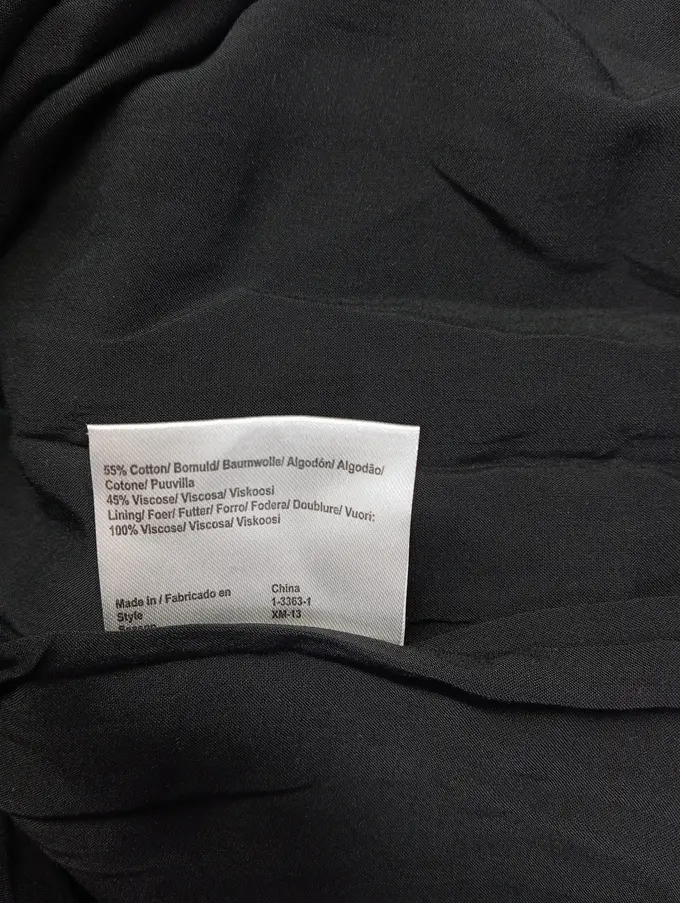 55% Cotton/ Bomuld/ Baumwolle/ Algodón/ Algodão/
Cotone/ Puuvilla
45% Viscose/ Viscosa/ Viskoosi
Lining/ Foer/ Futter/ Forro/ Fodera/ Doublure/ Vuori:
100% Viscose/ Viscosa/ Viskoosi
Made in / Fabricado en China
Style 1-3363-1
Season XM-13